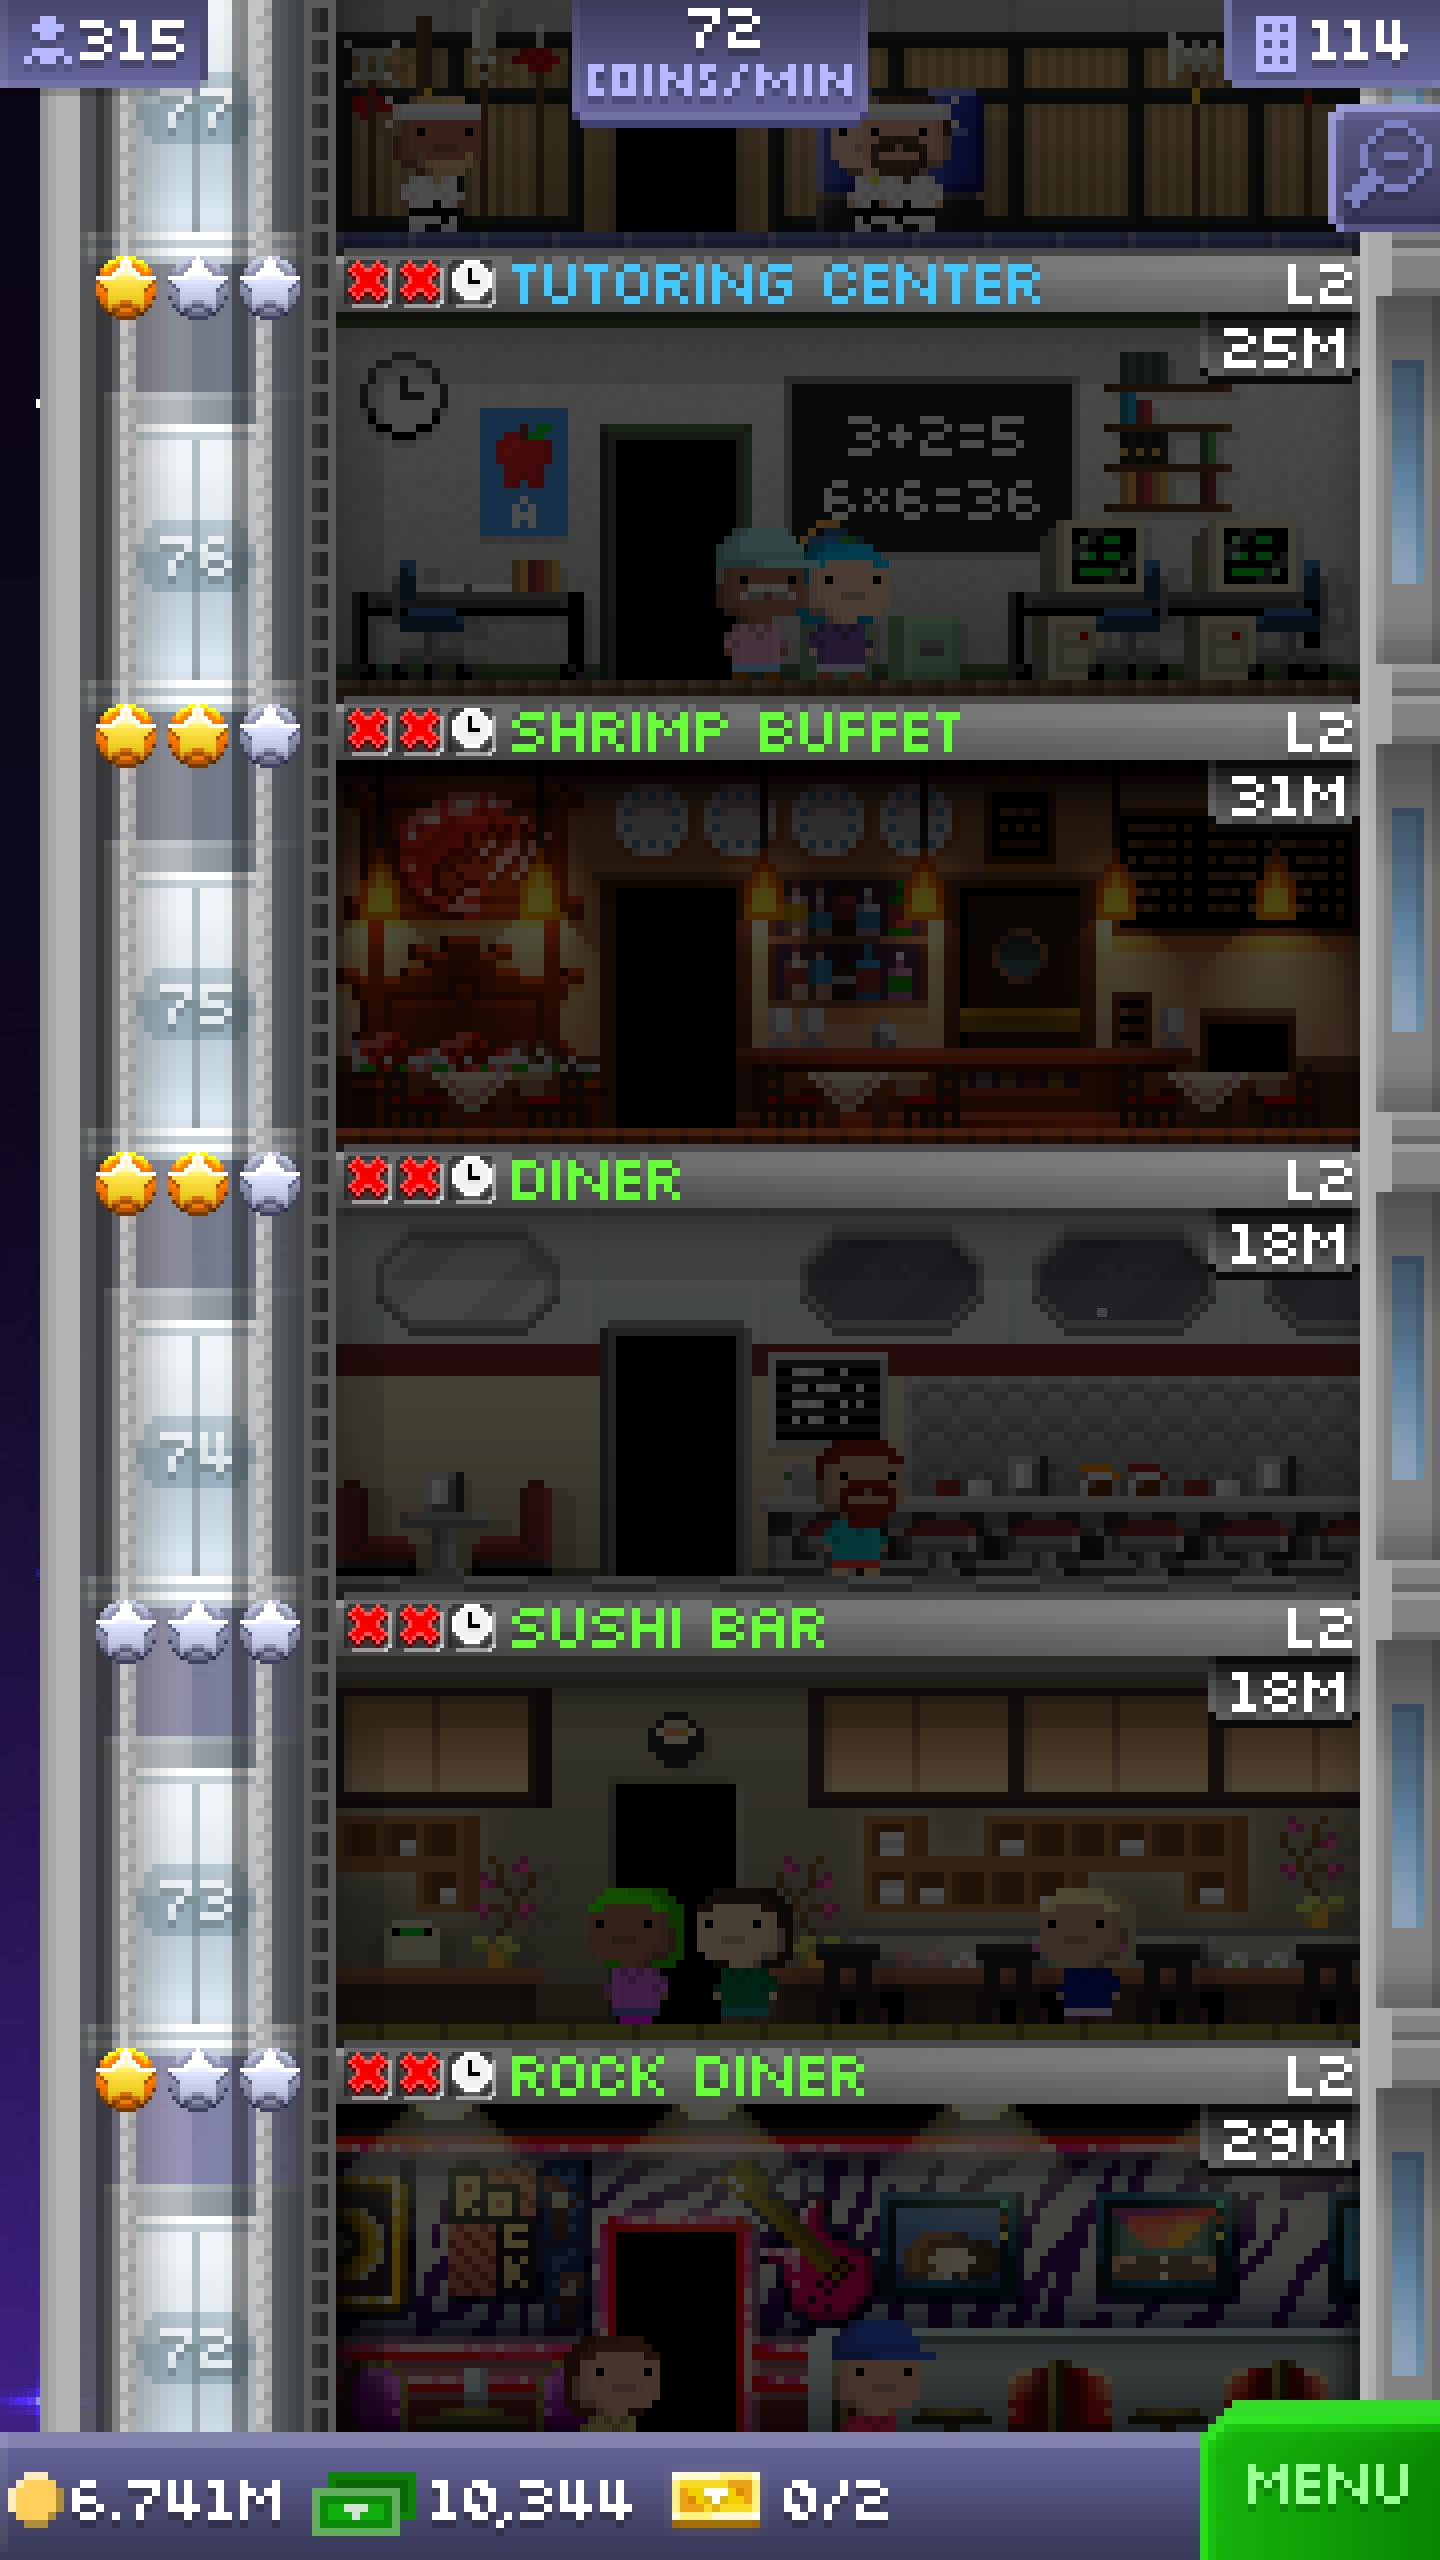 315
72
COINS/MIN
114
77
TUTORING CENTER L2
25M
3+2=5
6×6=36
A
76
SHRIMP BUFFET L2
31M
75
DINER L2
18M
74
SUSHI BAR L2
18M
73
ROCK DINER L2
29M
72
6.741M 10,344 0/2
MENU